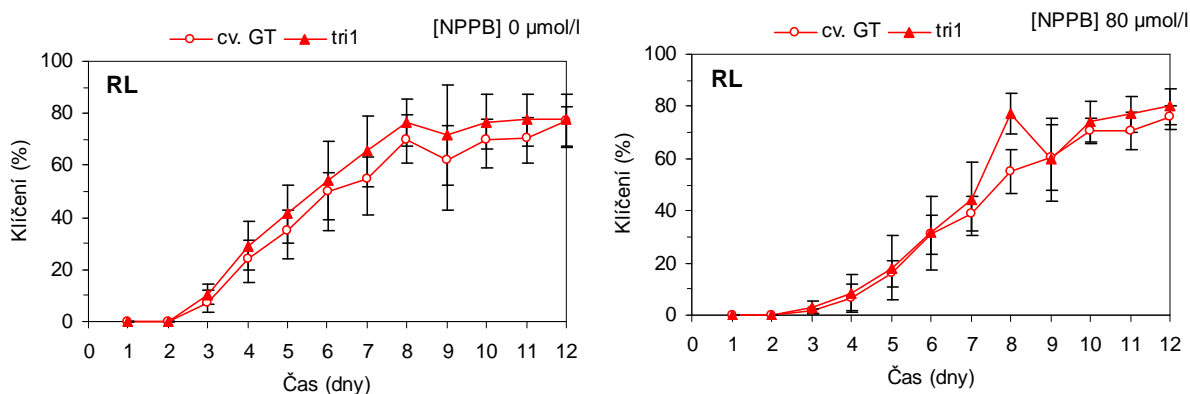 cv. GT tri1 [NPPB] 0 µmol/l
RL
Klíčení (%)
100
80
60
40
20
0
0 1 2 3 4 5 6 7 8 9 10 11 12
Čas (dny)
cv. GT tri1 [NPPB] 80 µmol/l
RL
Klíčení (%)
100
80
60
40
20
0
0 1 2 3 4 5 6 7 8 9 10 11 12
Čas (dny)